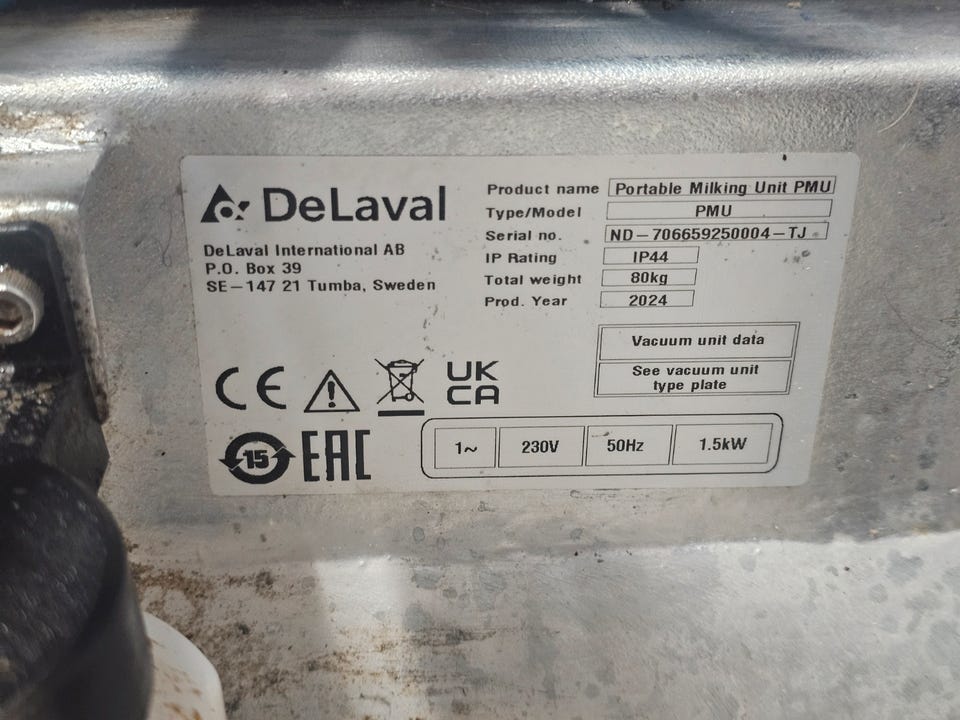 DeLaval
DeLaval International AB
P.O. Box 39
SE-147 21 Tumba, Sweden
Product name Portable Milking Unit PMU
Type/Model PMU
Serial no. ND-706659250004-TJ
IP Rating IP44
Total weight 80kg
Prod. Year 2024
Vacuum unit data
See vacuum unit
type plate
CE
UK
CA
15 EAC
1~ 230V 50Hz 1.5kW